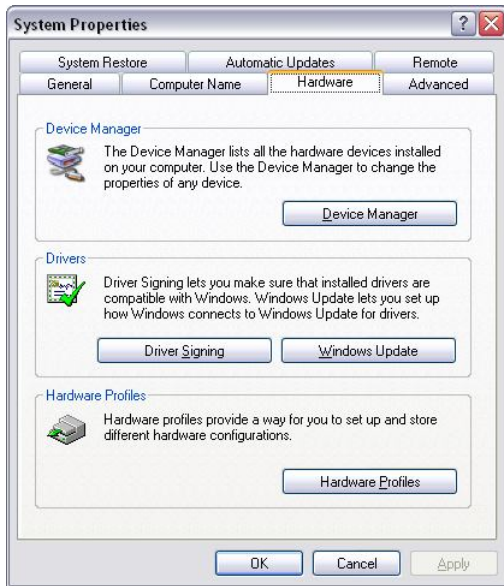 System Properties
System Restore
Automatic Updates
Remote
General
Computer Name
Hardware
Advanced
Device Manager
The Device Manager lists all the hardware devices installed
on your computer. Use the Device Manager to change the
properties of any device.
Device Manager
Drivers
Driver Signing lets you make sure that installed drivers are
compatible with Windows. Windows Update lets you set up
how Windows connects to Windows Update for drivers.
Driver Signing
Windows Update
Hardware Profiles
Hardware profiles provide a way for you to set up and store
different hardware configurations.
Hardware Profiles
OK
Cancel
Apply